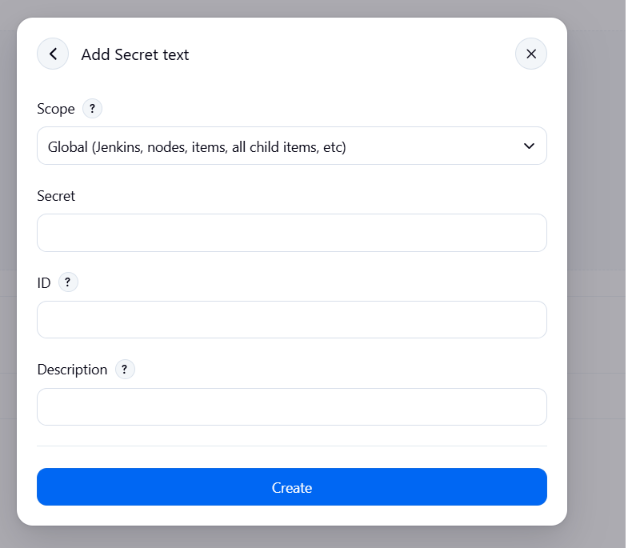 Add Secret text
Scope ?
Global (Jenkins, nodes, items, all child items, etc)
Secret
ID ?
Description ?
Create